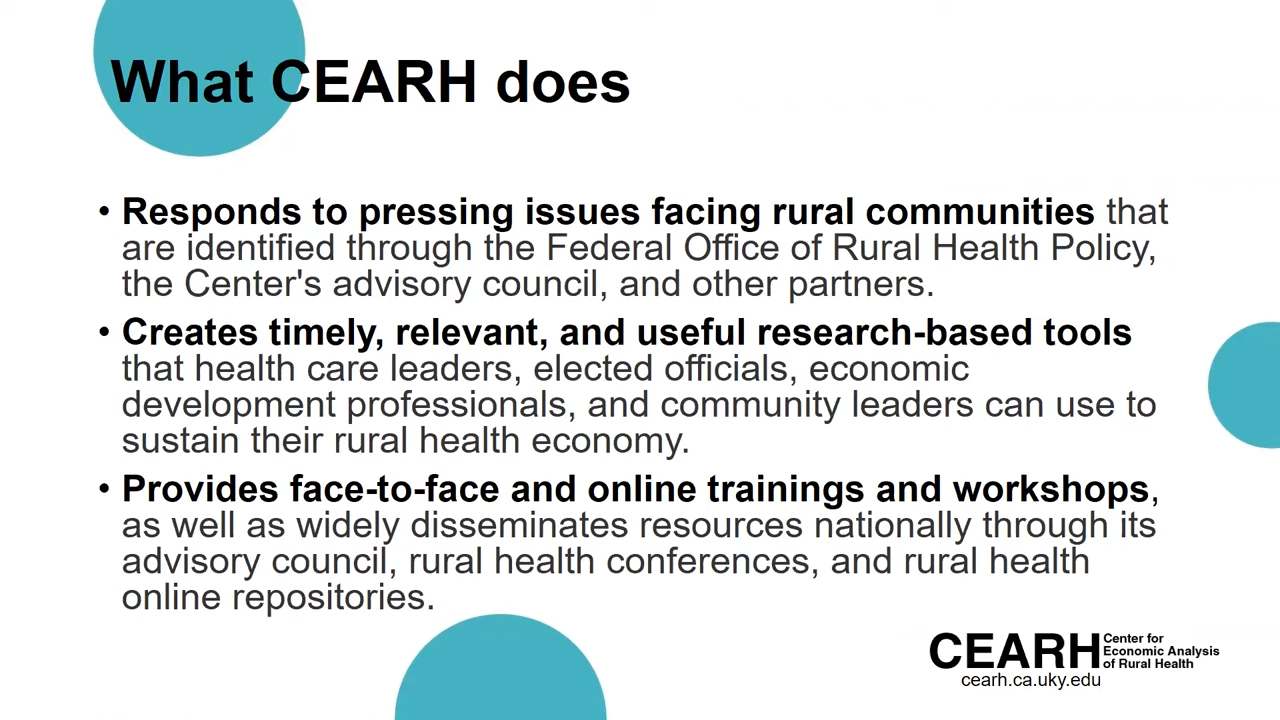 What CEARH does
• Responds to pressing issues facing rural communities that
are identified through the Federal Office of Rural Health Policy,
the Center's advisory council, and other partners.
• Creates timely, relevant, and useful research-based tools
that health care leaders, elected officials, economic
development professionals, and community leaders can use to
sustain their rural health economy.
• Provides face-to-face and online trainings and workshops,
as well as widely disseminates resources nationally through its
advisory council, rural health conferences, and rural health
online repositories.
CEARH
Center for
Economic Analysis
of Rural Health
cearh.ca.uky.edu